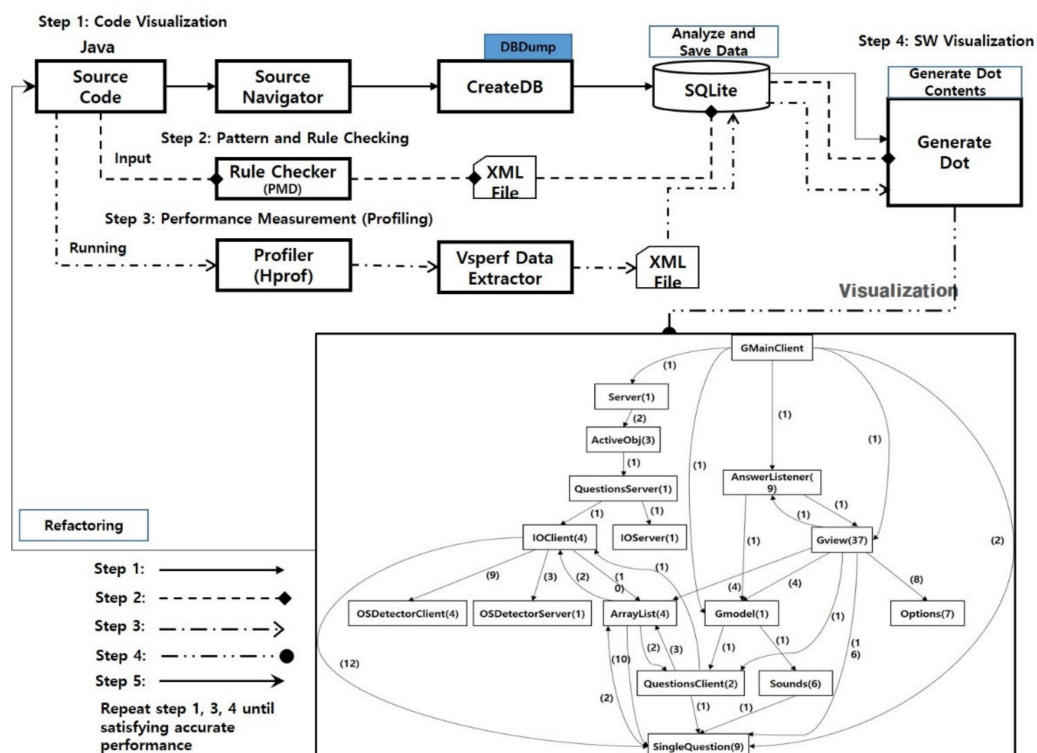 Step 1: Code Visualization
Java
Source
Code
Source
Navigator
DBDump
CreateDB
Analyze and
Save Data
SQLite
Step 4: SW Visualization
Generate Dot
Contents
Generate
Dot
Step 2: Pattern and Rule Checking
Input
Rule Checker
(PMD)
XML
File
Step 3: Performance Measurement (Profiling)
Running
Profiler
(Hprof)
Vsperf Data
Extractor
XML
File
Visualization
GMainClient
(1)
Server(1)
(2)
(1)
ActiveObj(3)
(1)
(1)
(1)
AnswerListener(
9)
QuestionsServer(1)
(1)
(1)
(1)
(1)
Refactoring
IOClient(4)
IOServer(1)
(1)
Gview(37)
(2)
Step 1:
(9)
(3)
(2)
(1
0)
(1)
(4)
(4)
(8)
Step 2:
OSDetectorClient(4)
OSDetectorServer(1)
ArrayList(4)
Gmodel(1)
Options(7)
Step 3:
(1)
Step 4:
(12)
(10)
(2)
(3)
(1)
(1)
(1
6)
Step 5:
QuestionsClient(2)
Sounds(6)
(2)
(1)
(1)
Repeat step 1, 3, 4 until
satisfying accurate
performance
SingleQuestion(9)